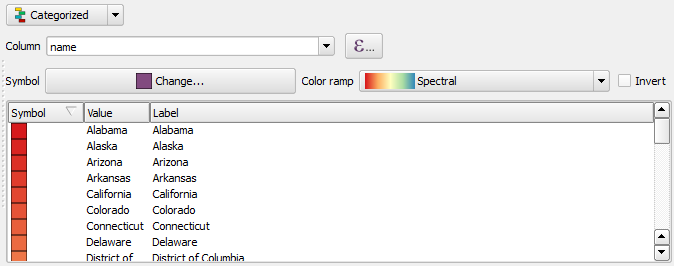 Categorized
Column name ε...
Symbol Change... Color ramp Spectral Invert
Symbol Value Label
Alabama Alabama
Alaska Alaska
Arizona Arizona
Arkansas Arkansas
California California
Colorado Colorado
Connecticut Connecticut
Delaware Delaware
District of District of Columbia